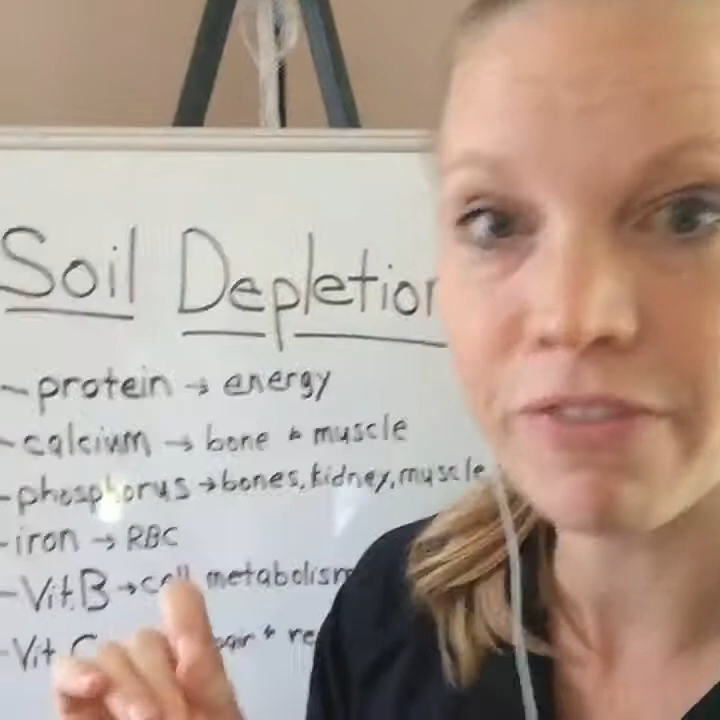 Soil Depletion
- protein → energy
- calcium → bone & muscle
- phosphorus → bones, kidney, muscle
- iron → RBC
- Vit. B → cell metabolism
- Vit C